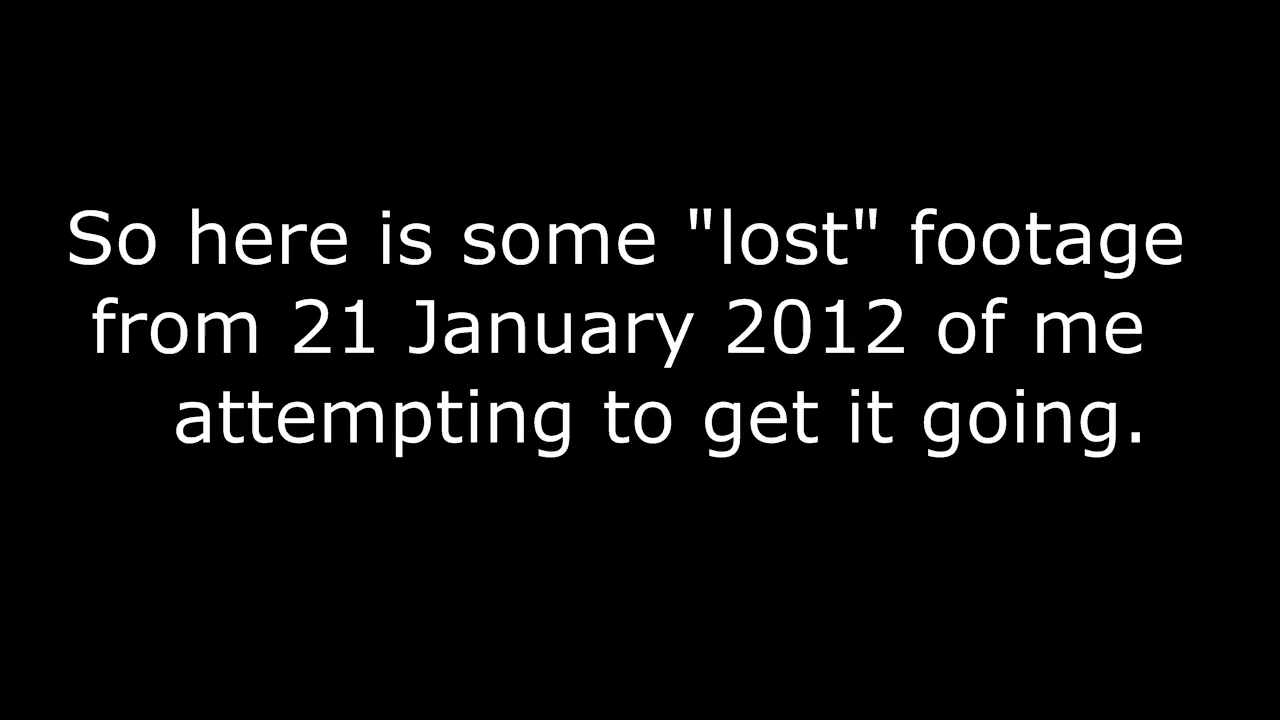 So here is some "lost" footage
from 21 January 2012 of me
attempting to get it going.